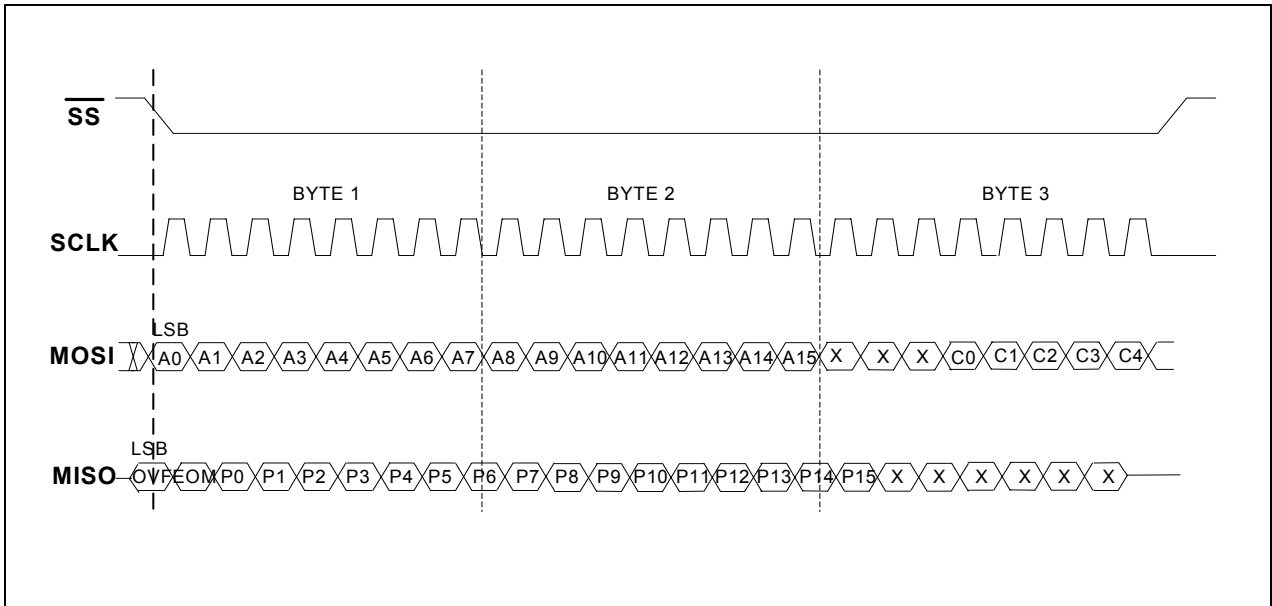 SS
BYTE 1 BYTE 2 BYTE 3
SCLK
LSB
MOSI A0 A1 A2 A3 A4 A5 A6 A7 A8 A9 A10 A11 A12 A13 A14 A15 X X X C0 C1 C2 C3 C4
LSB
MISO OVF EOM P0 P1 P2 P3 P4 P5 P6 P7 P8 P9 P10 P11 P12 P13 P14 P15 X X X X X X